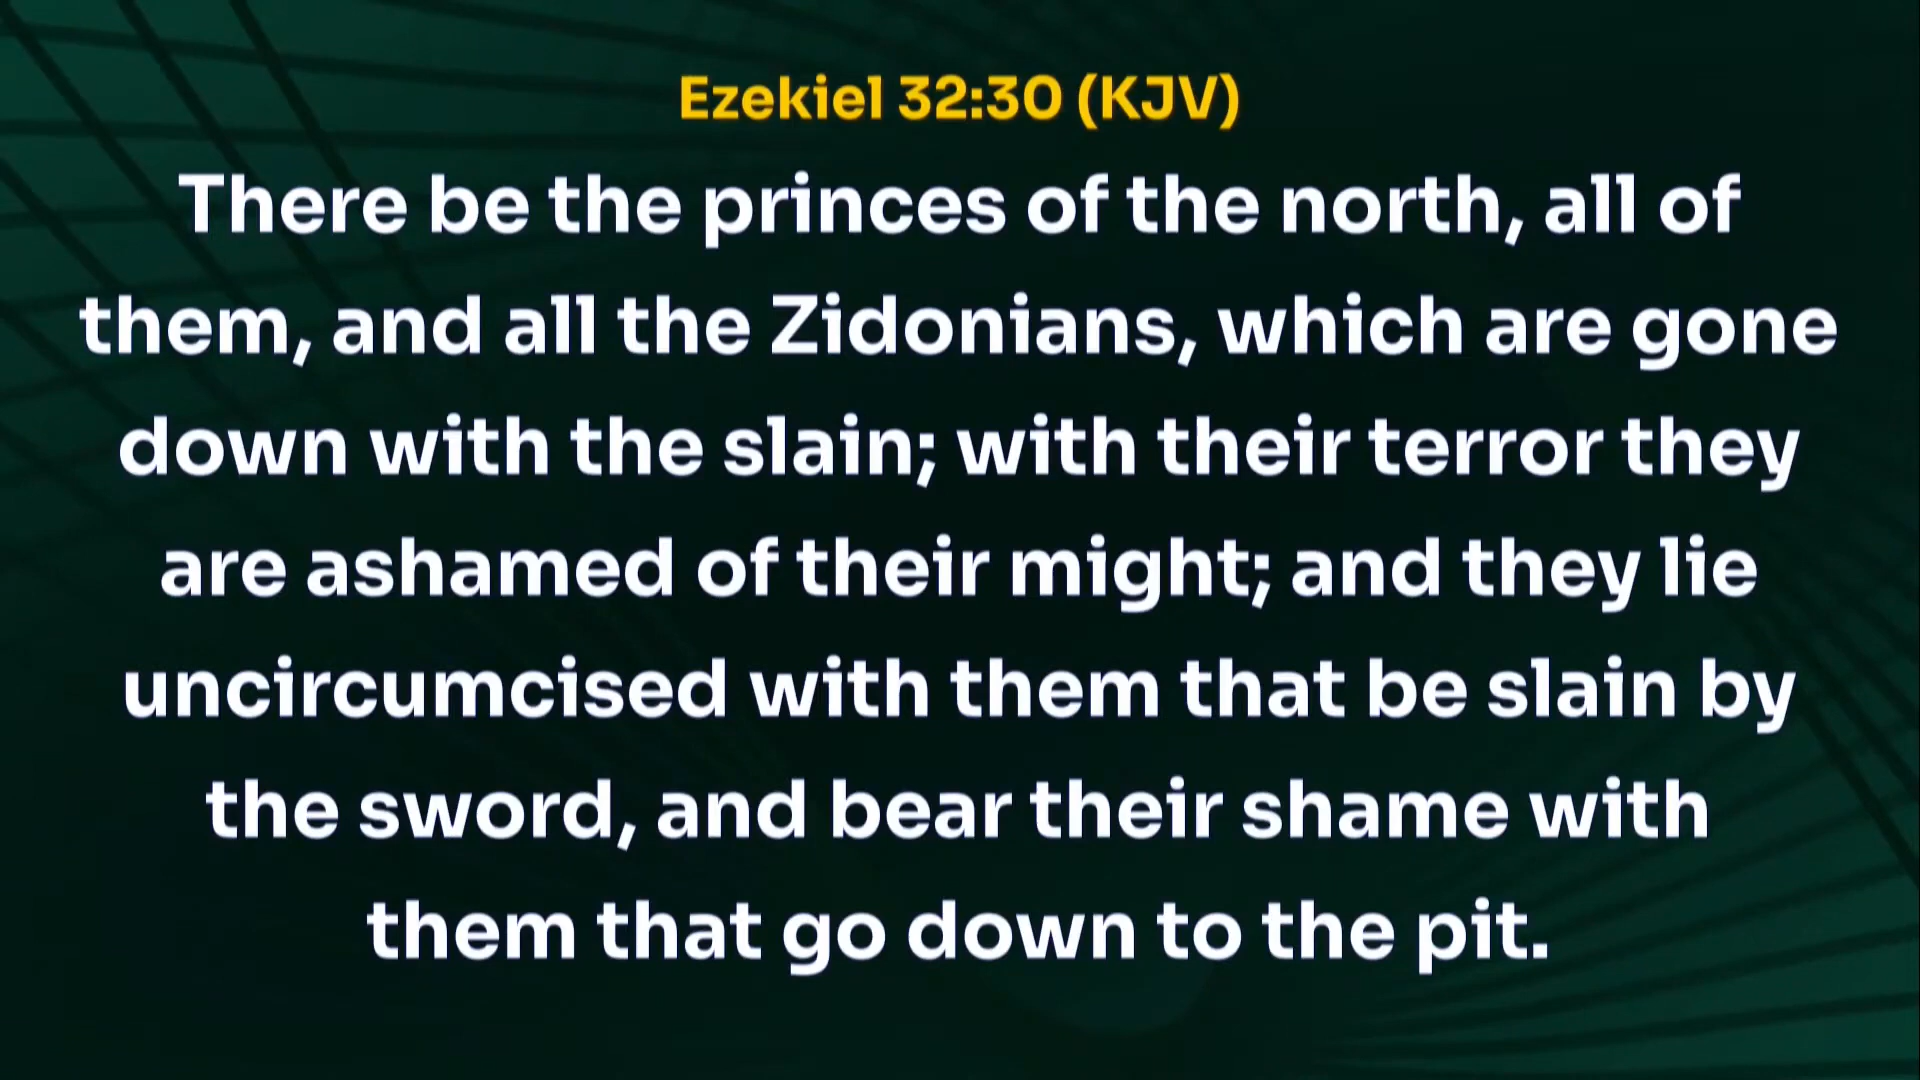 Ezekiel 32:30 (KJV)
There be the princes of the north, all of
them, and all the Zidonians, which are gone
down with the slain; with their terror they
are ashamed of their might; and they lie
uncircumcised with them that be slain by
the sword, and bear their shame with
them that go down to the pit.